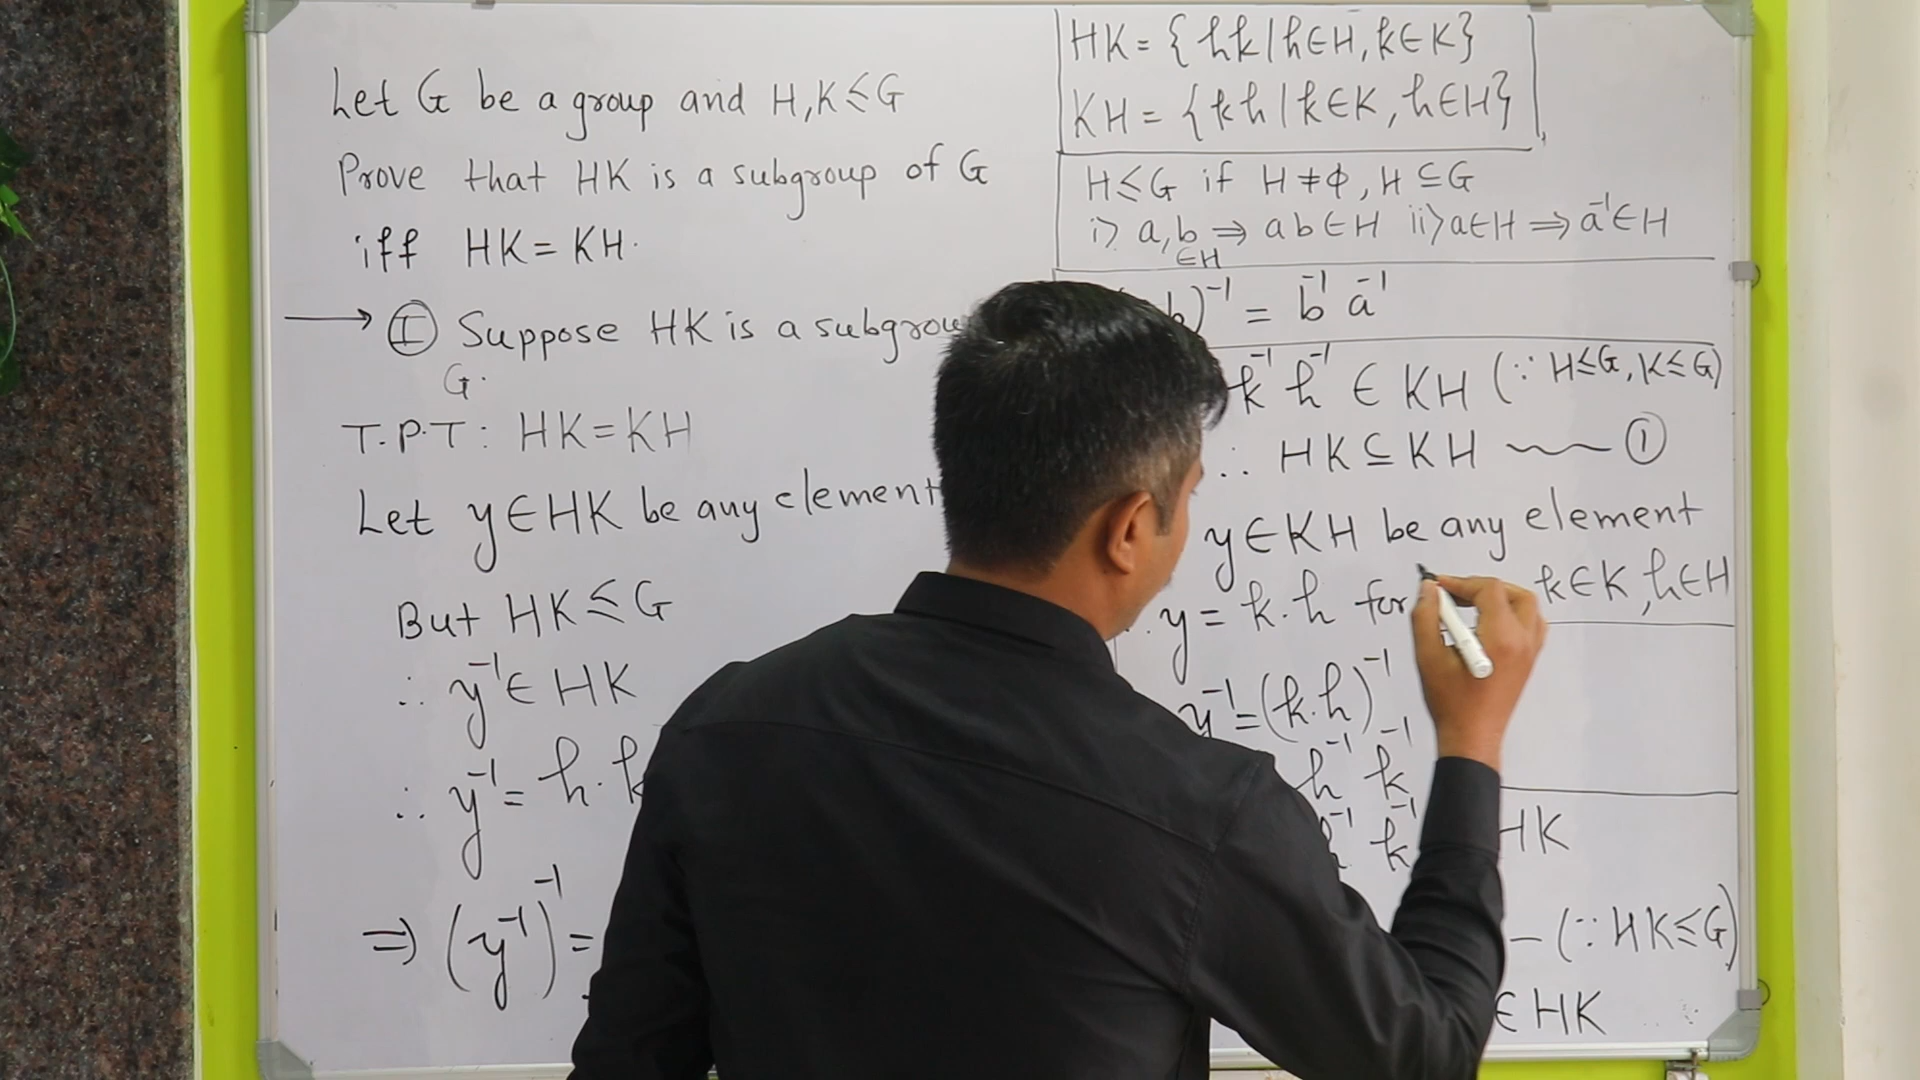 Let G be a group and H,K≤G
Prove that HK is a subgroup of G
iff HK=KH.
→ Ⓘ Suppose HK is a
G.
T.P.T: HK=KH
Let y∈HK be any element
But HK≤G
∴ y⁻¹∈ HK
∴ y⁻¹= h.k
⇒ (y⁻¹)⁻¹ =
HK= {hk/h∈H, k∈K}
KH = {kh/k∈K, h∈H}
H≤G if H≠φ, H⊆G
i> a,b ⇒ ab∈H ii>a∈H ⇒ a⁻¹∈H
∈H
b)⁻¹ = b⁻¹ a⁻¹
k⁻¹ h⁻¹ ∈ KH (∵ H≤G, K≤G)
∴ HK⊆KH ①
y∈KH be any element
∴ y = k.h for k∈K, h∈H
y⁻¹=(k.h)⁻¹
h⁻¹ k⁻¹
h⁻¹ k⁻¹ HK
– (∵ HK≤G)
∈ HK